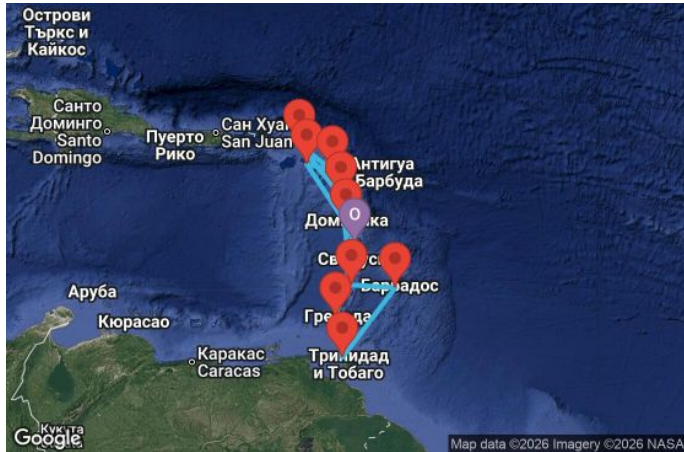 Острови
Търкс и
Кайкос
Санто
Доминго
Santo
Domingo
Пуерто
Рико
Сан Хуан
San Juan
Антигуа
Барбуда
O
Барбадос
Аруба
Кюрасао
Каракас
Caracas
Тринидад
и Тобаго
Google
Map data ©2026 Imagery ©2026 NASA